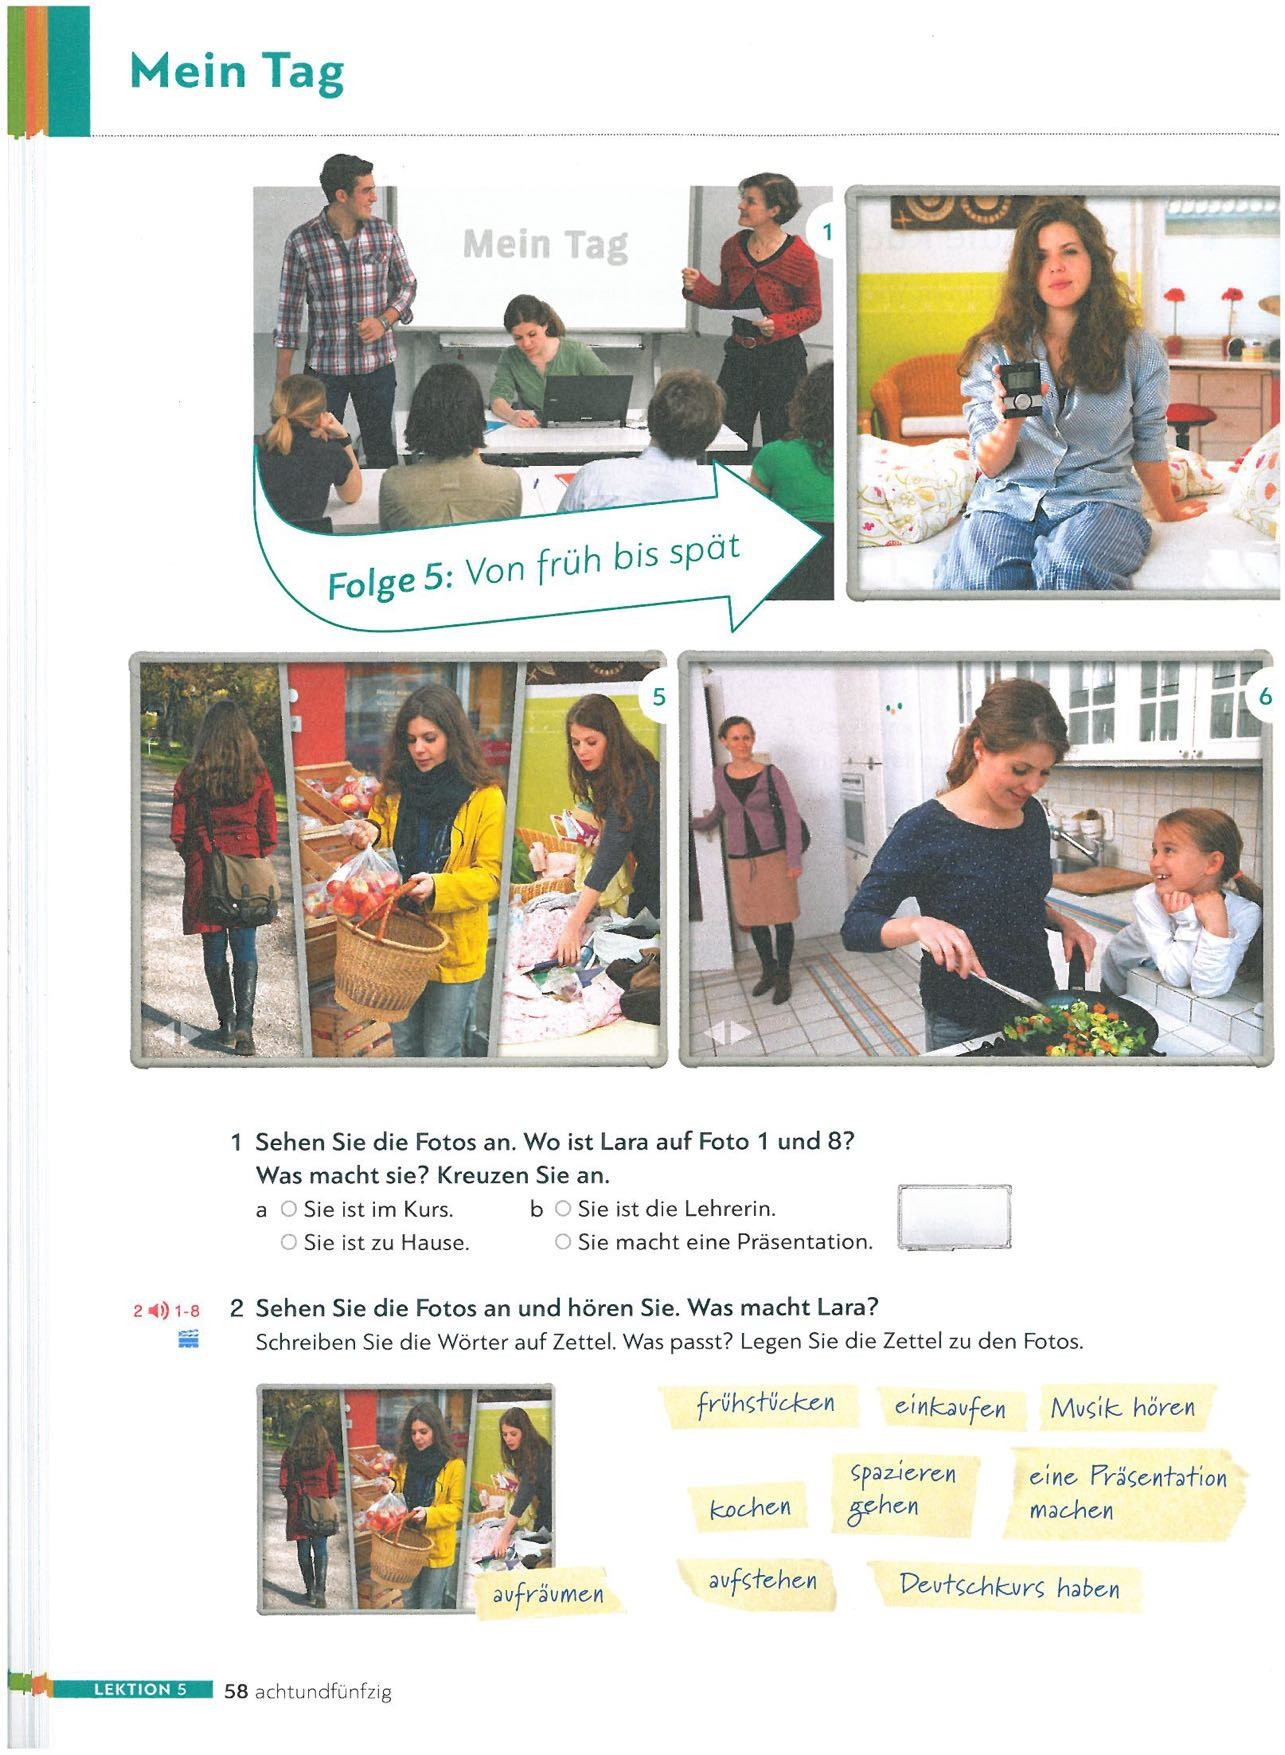 Mein Tag
Mein Tag
1
Folge 5: Von früh bis spät
5
6
1 Sehen Sie die Fotos an. Wo ist Lara auf Foto 1 und 8?
Was macht sie? Kreuzen Sie an.
a ○ Sie ist im Kurs. b ○ Sie ist die Lehrerin.
○ Sie ist zu Hause. ○ Sie macht eine Präsentation.
2 1-8 2 Sehen Sie die Fotos an und hören Sie. Was macht Lara?
Schreiben Sie die Wörter auf Zettel. Was passt? Legen Sie die Zettel zu den Fotos.
frühstücken einkaufen Musik hören
kochen
spazieren
gehen
eine Präsentation
machen
aufräumen
aufstehen
Deutschkurs haben
LEKTION 5 58 achtundfünfzig